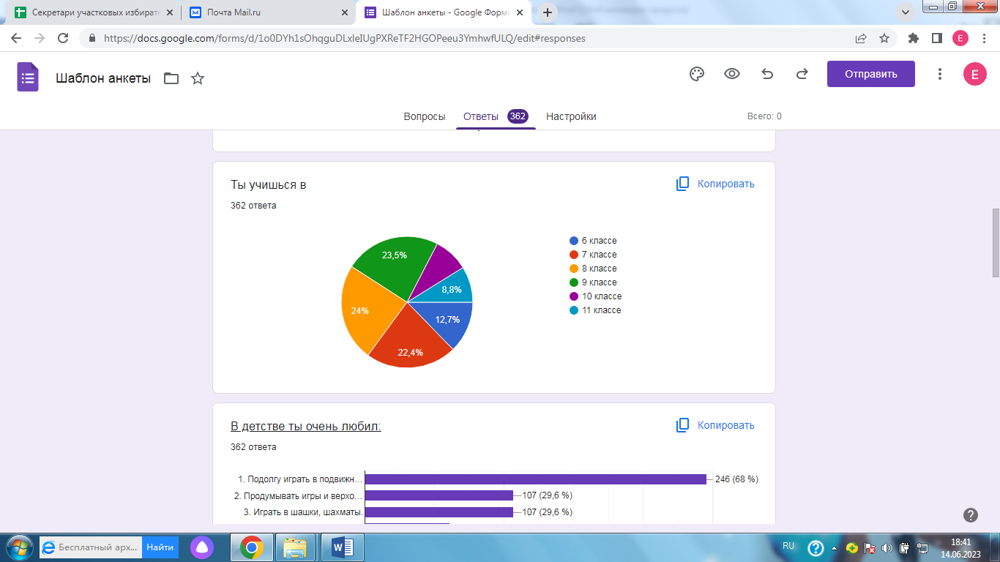 Секретари участковых избирате
Почта Mail.ru
Шаблон анкеты - Google Форм
https://docs.google.com/forms/d/1o0DYh1sOhqguDLxleIUgPXReTF2HGOPeeu3YmhwfULQ/edit#responses
E
Шаблон анкеты
Отправить
E
Вопросы
Ответы 362
Настройки
Всего: 0
Ты учишься в
Копировать
362 ответа
23,5%
8,8%
24%
12,7%
22,4%
6 классе
7 классе
8 классе
9 классе
10 классе
11 классе
В детстве ты очень любил:
Копировать
362 ответа
1. Подолгу играть в подвижн…
246 (68 %)
2. Продумывать игры и верхо…
107 (29,6 %)
3. Играть в шашки, шахматы.
107 (29,6 %)
Бесплатный арх...
Найти
RU
18:41
14.06.2023